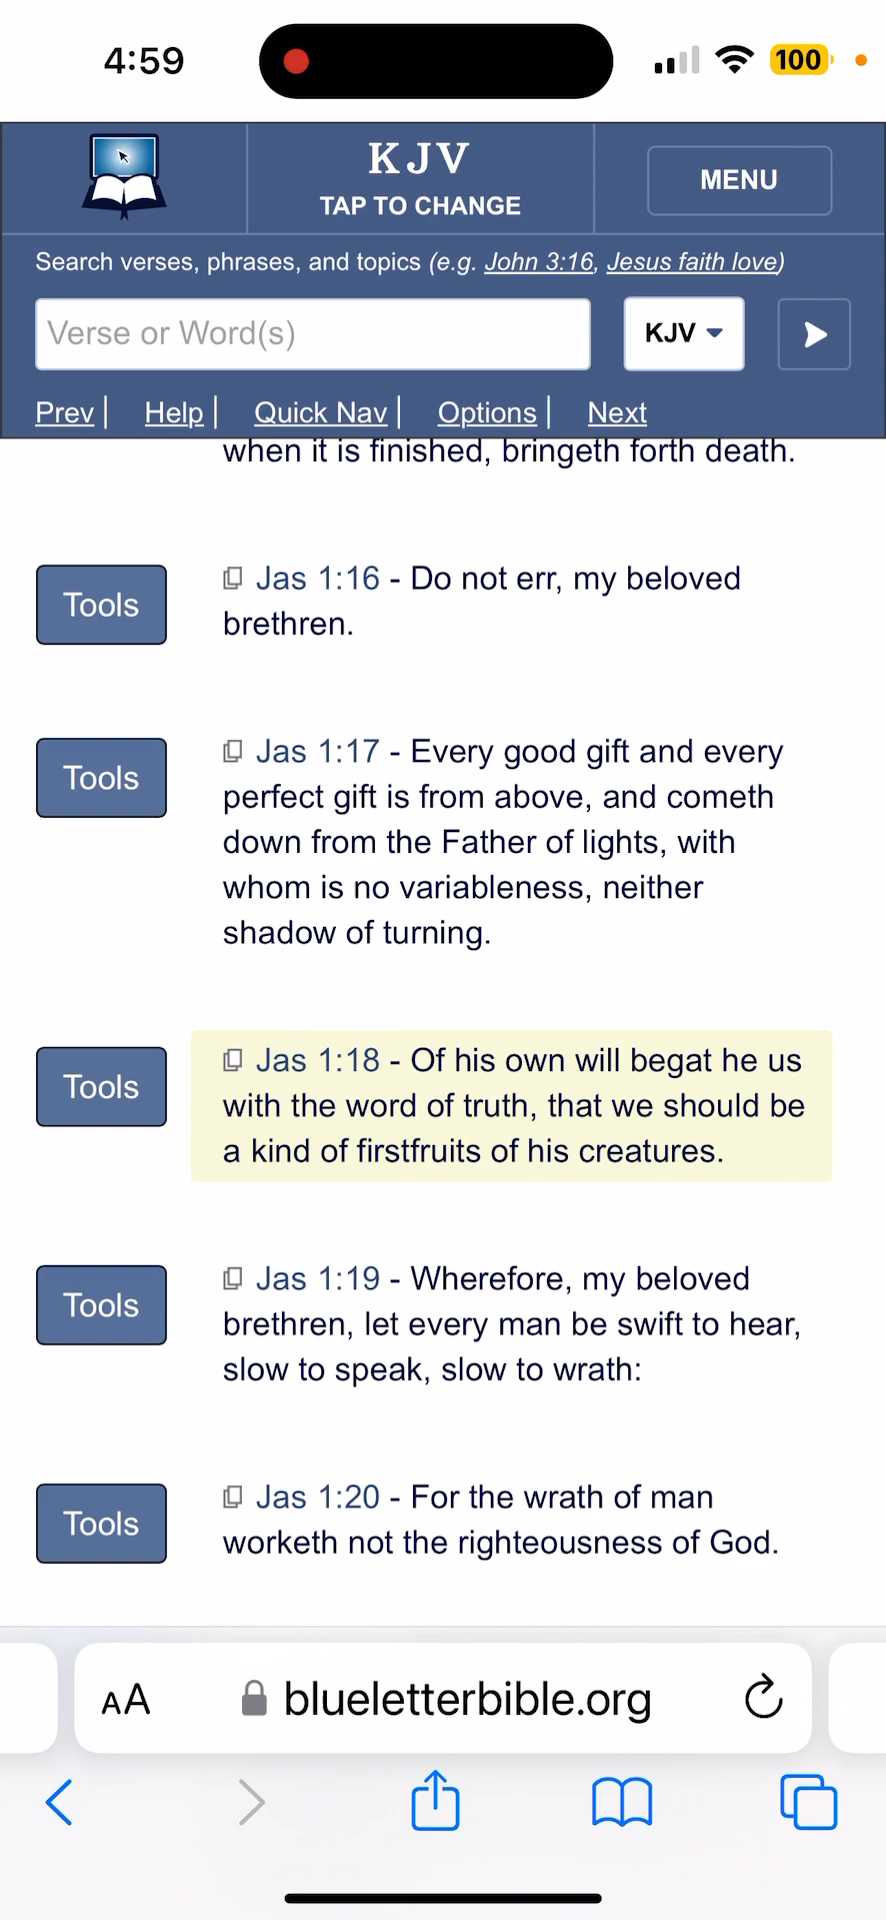 4:59
100
KJV
TAP TO CHANGE
MENU
Search verses, phrases, and topics (e.g. John 3:16, Jesus faith love)
Verse or Word(s)
KJV
Prev | Help | Quick Nav | Options | Next
when it is finished, bringeth forth death.
Tools
Jas 1:16 - Do not err, my beloved
brethren.
Tools
Jas 1:17 - Every good gift and every
perfect gift is from above, and cometh
down from the Father of lights, with
whom is no variableness, neither
shadow of turning.
Tools
Jas 1:18 - Of his own will begat he us
with the word of truth, that we should be
a kind of firstfruits of his creatures.
Tools
Jas 1:19 - Wherefore, my beloved
brethren, let every man be swift to hear,
slow to speak, slow to wrath:
Tools
Jas 1:20 - For the wrath of man
worketh not the righteousness of God.
AA
blueletterbible.org